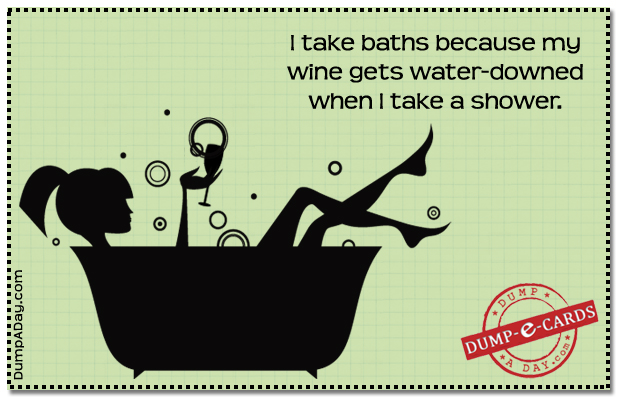 I take baths because my
wine gets water-downed
when I take a shower.
DumpADay.com
DUMP
DUMP-e-CARDS
A DAY.com